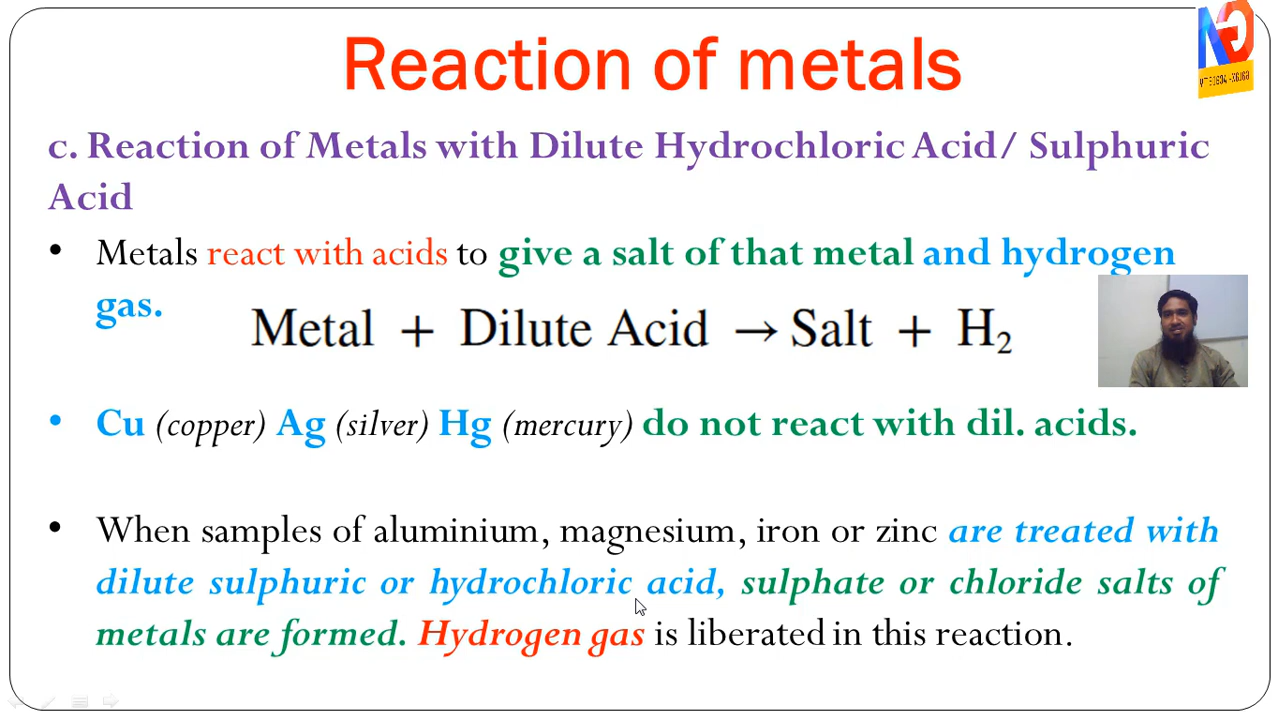 Reaction of metals
c. Reaction of Metals with Dilute Hydrochloric Acid/ Sulphuric
Acid
• Metals react with acids to give a salt of that metal and hydrogen
gas.
Metal + Dilute Acid → Salt + H₂
• Cu (copper) Ag (silver) Hg (mercury) do not react with dil. acids.
• When samples of aluminium, magnesium, iron or zinc are treated with
dilute sulphuric or hydrochloric acid, sulphate or chloride salts of
metals are formed. Hydrogen gas is liberated in this reaction.